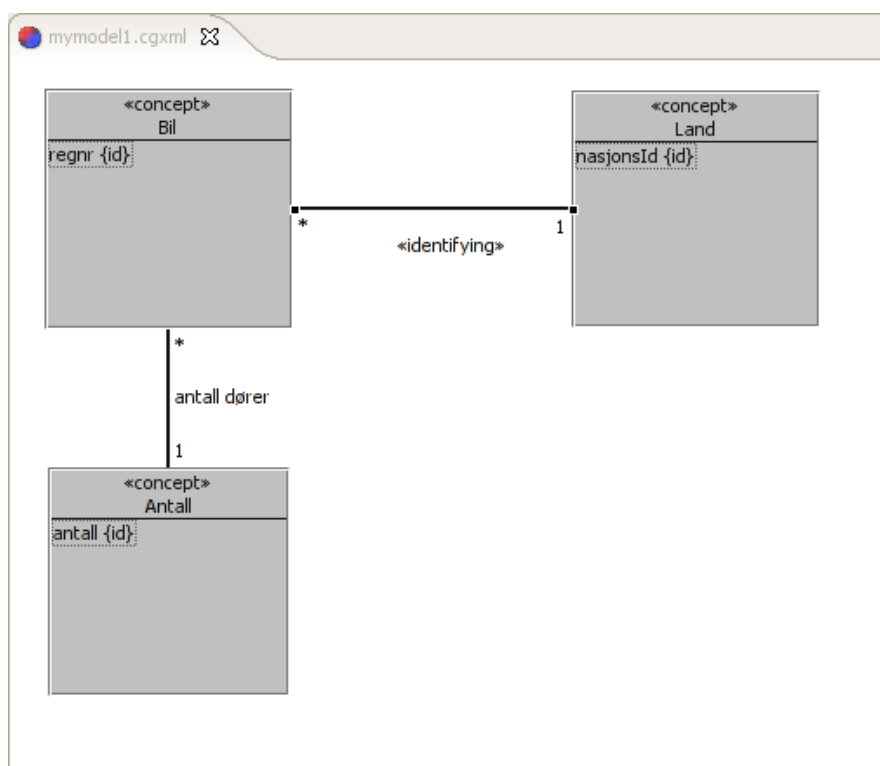 mymodel1.cgxml
«concept»
Bil
regnr {id}
«concept»
Land
nasjonsId {id}
*
1
«identifying»
*
antall dører
1
«concept»
Antall
antall {id}